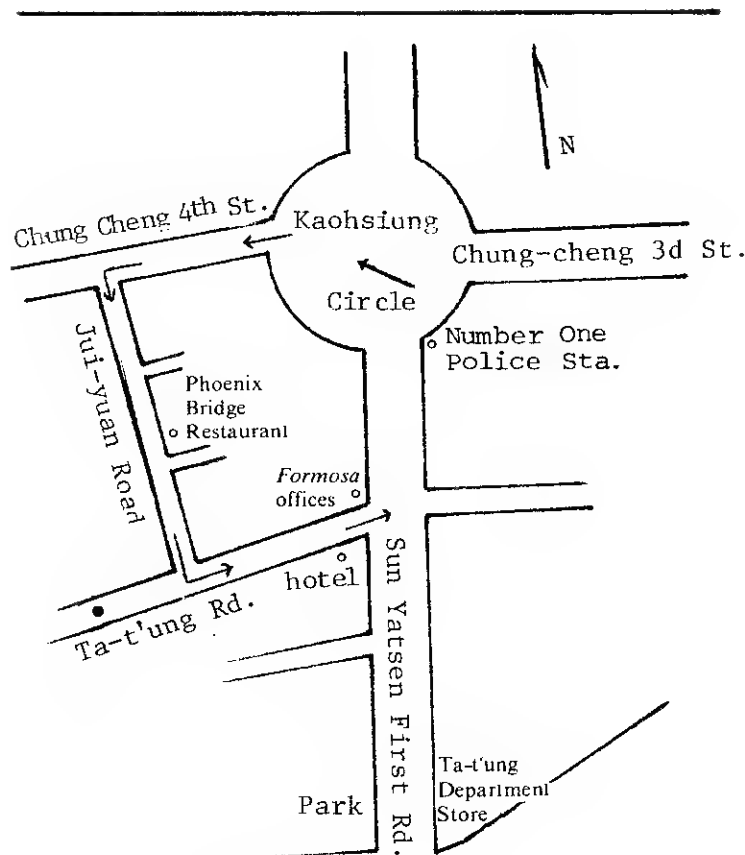 N
Chung Cheng 4th St.
Kaohsiung
Circle
Chung-cheng 3d St.
Number One
Police Sta.
Jui-yuan Road
Phoenix
Bridge
Restaurant
Formosa
offices
hotel
Ta-t'ung Rd.
Sun Yatsen First Rd.
Ta-t'ung
Department
Store
Park